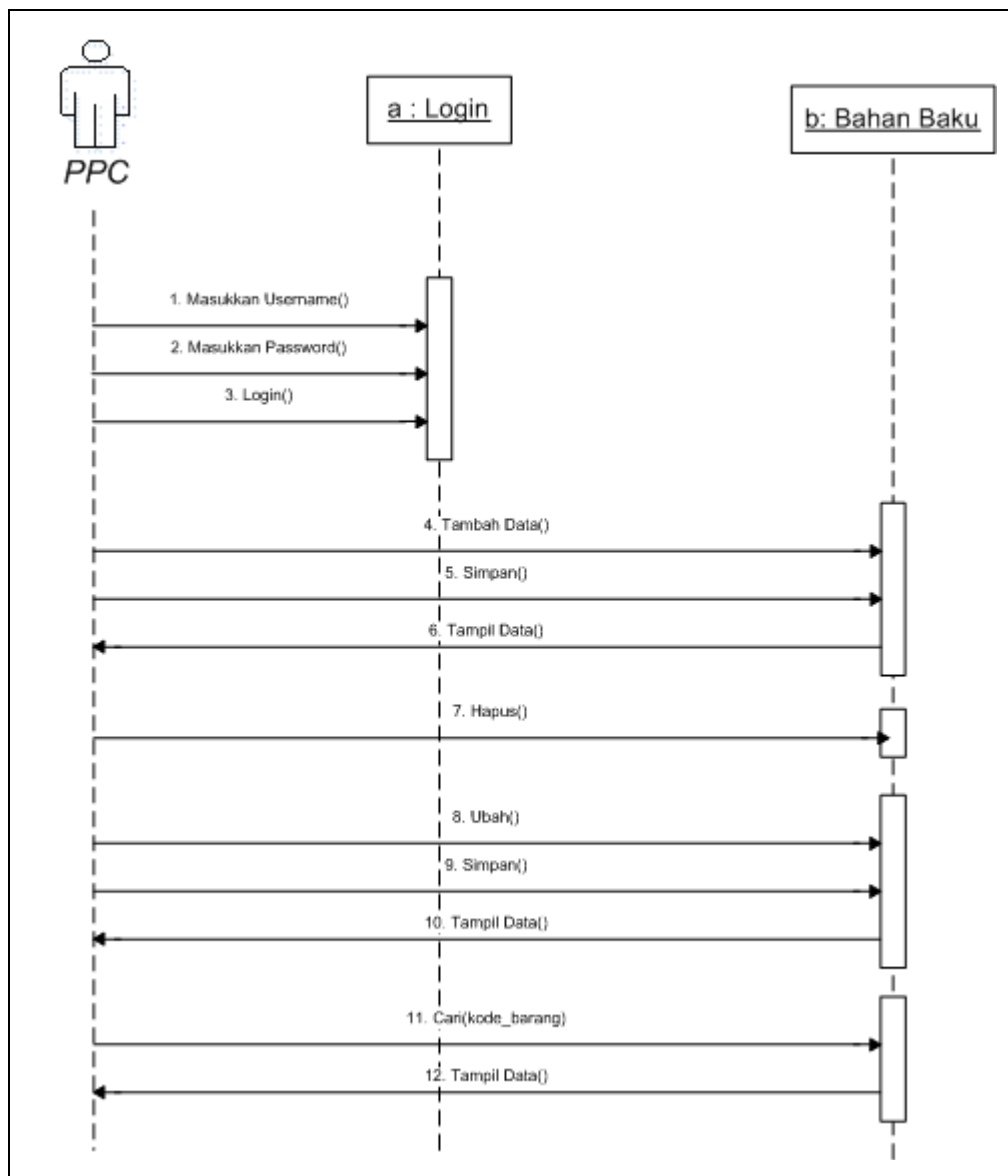 PPC
a : Login
b: Bahan Baku
1. Masukkan Username()
2. Masukkan Password()
3. Login()
4. Tambah Data()
5. Simpan()
6. Tampil Data()
7. Hapus()
8. Ubah()
9. Simpan()
10. Tampil Data()
11. Cari(kode_barang)
12. Tampil Data()